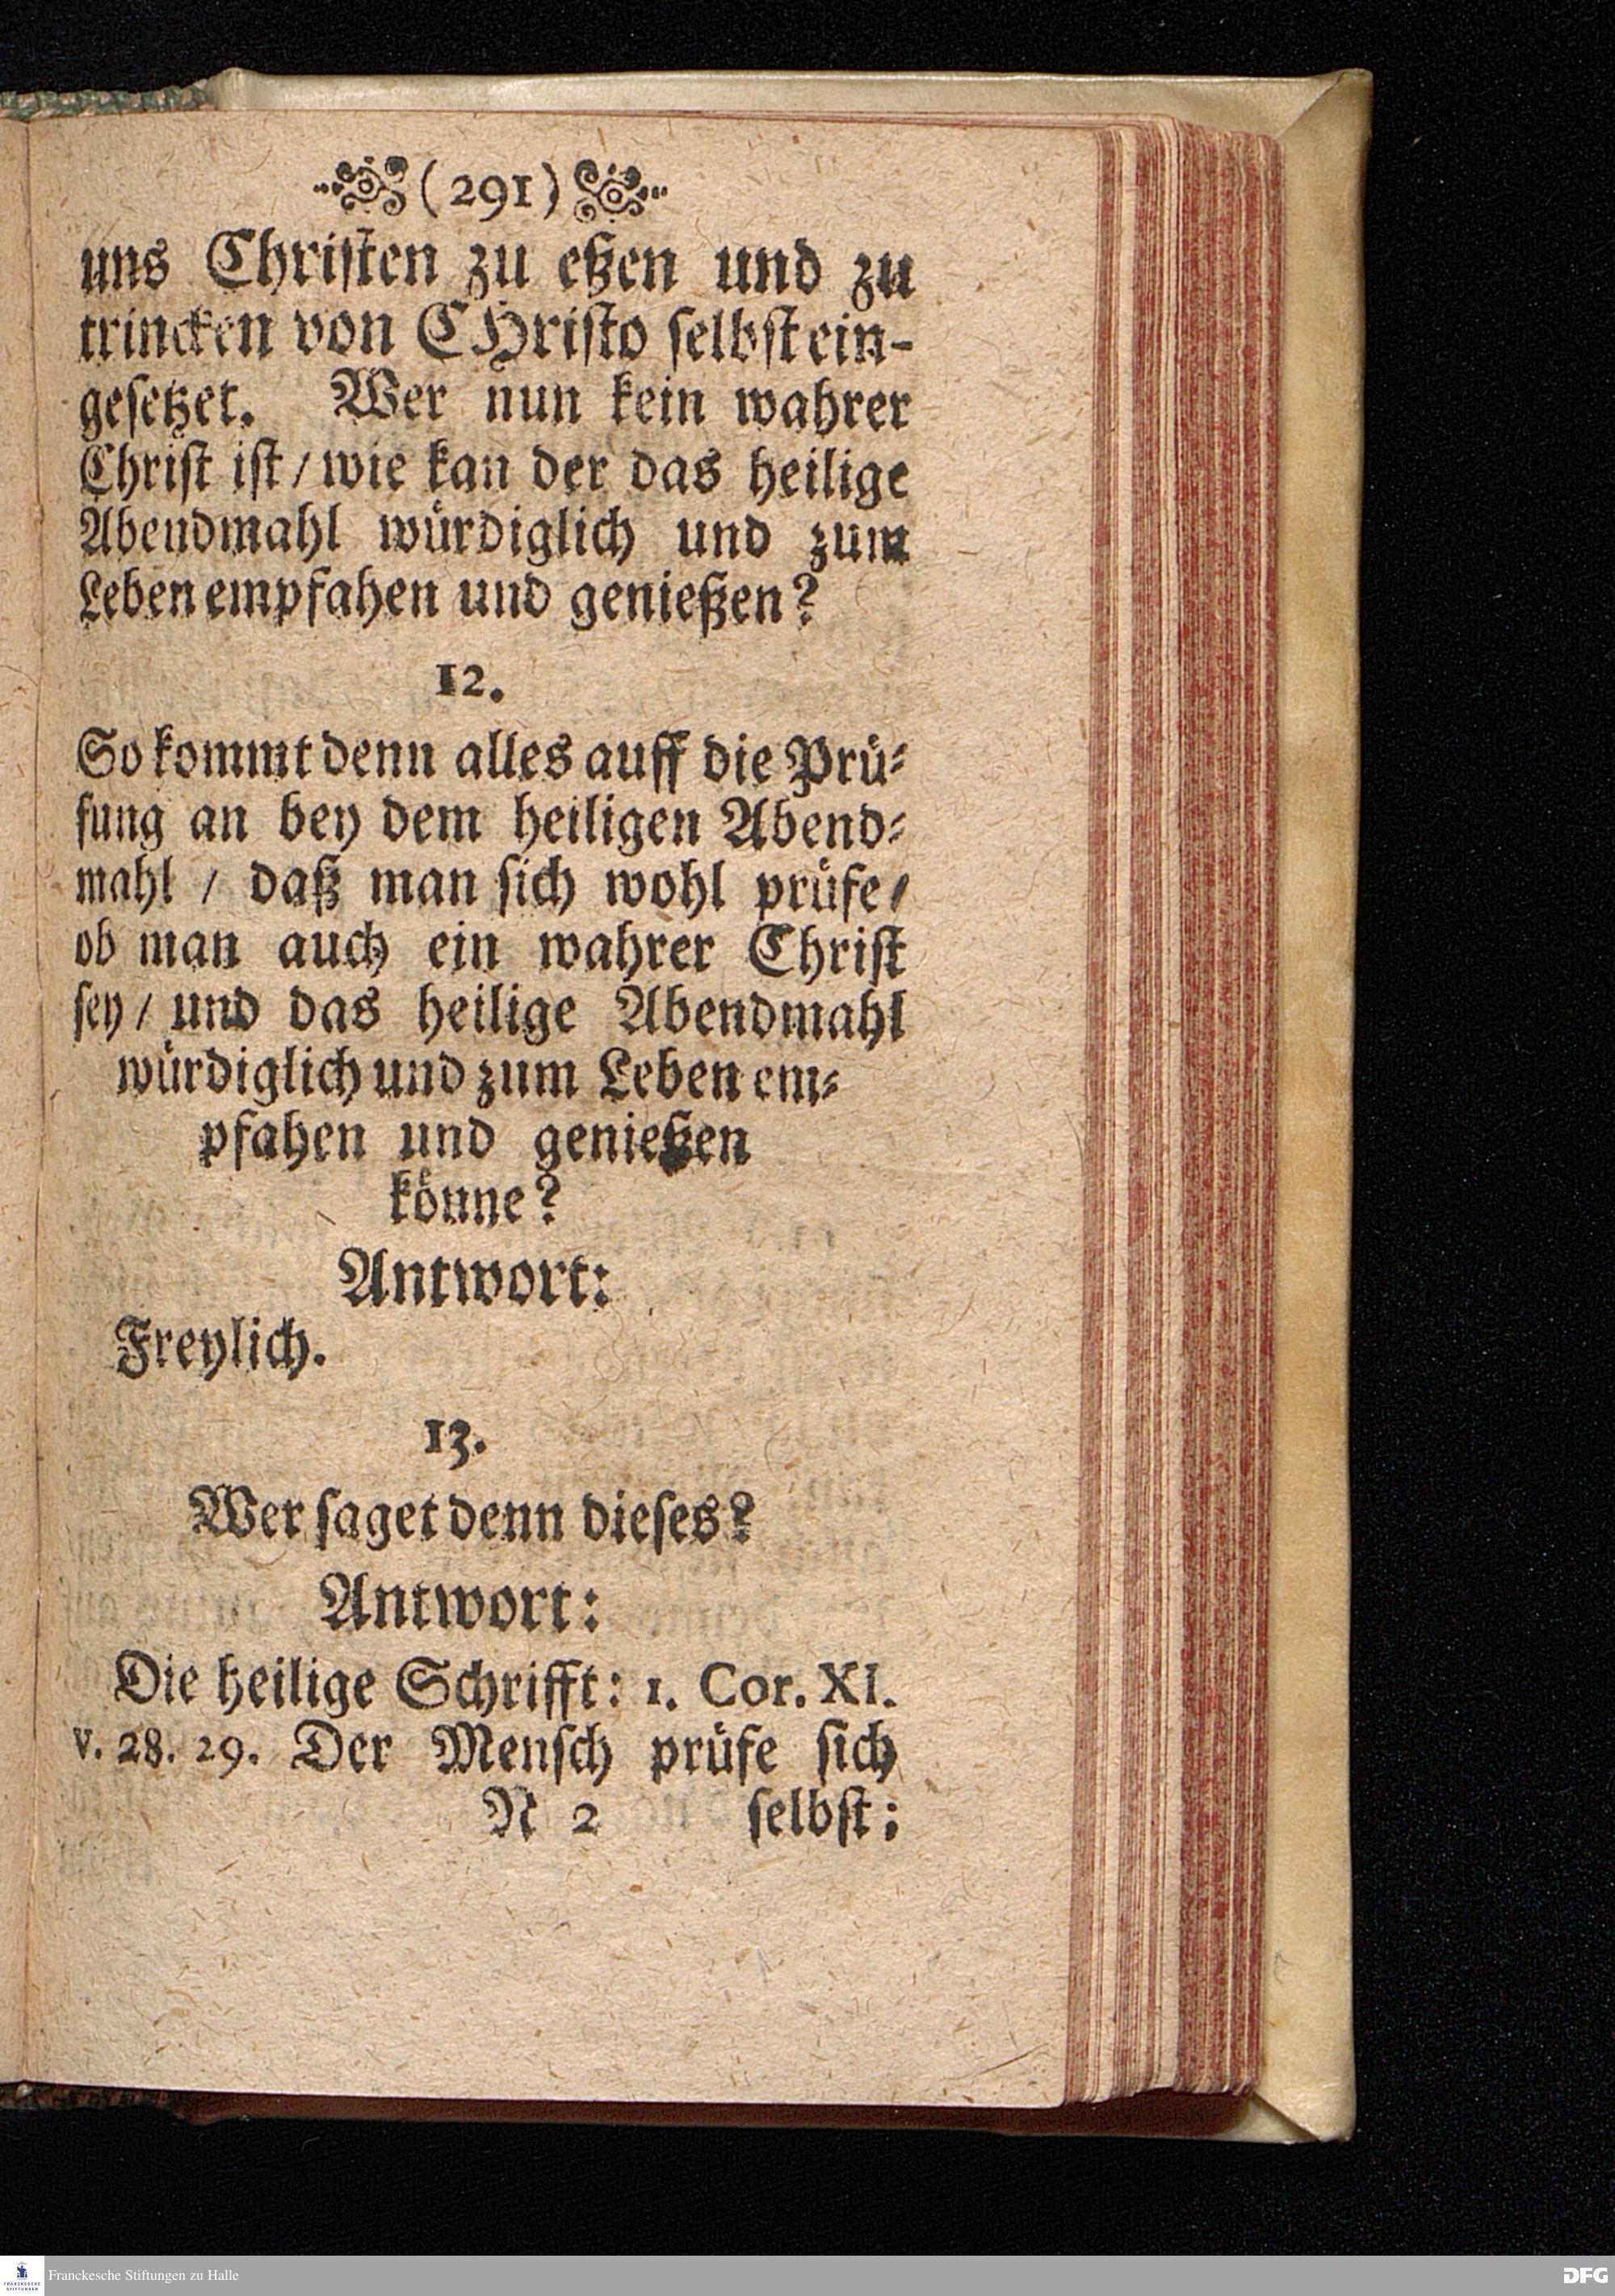 (291)
uns Christen zu eßen und zu
trincken von CHristo selbst ein-
gesetzet. Wer nun kein wahrer
Christ ist / wie kan der das heilige
Abendmahl würdiglich und zum
Leben empfahen und genießen?
12.
So kommt denn alles auff die Prü-
fung an bey dem heiligen Abend-
mahl / daß man sich wohl prüfe /
ob man auch ein wahrer Christ
sey / und das heilige Abendmahl
würdiglich und zum Leben em-
pfahen und genießen
könne?
Antwort:
Freylich.
13.
Wer saget denn dieses?
Antwort:
Die heilige Schrifft: 1. Cor. XI.
v. 28. 29. Der Mensch prüfe sich
N 2 selbst;
FRANCKESCHE STIFTUNGEN
Franckesche Stiftungen zu Halle
DFG